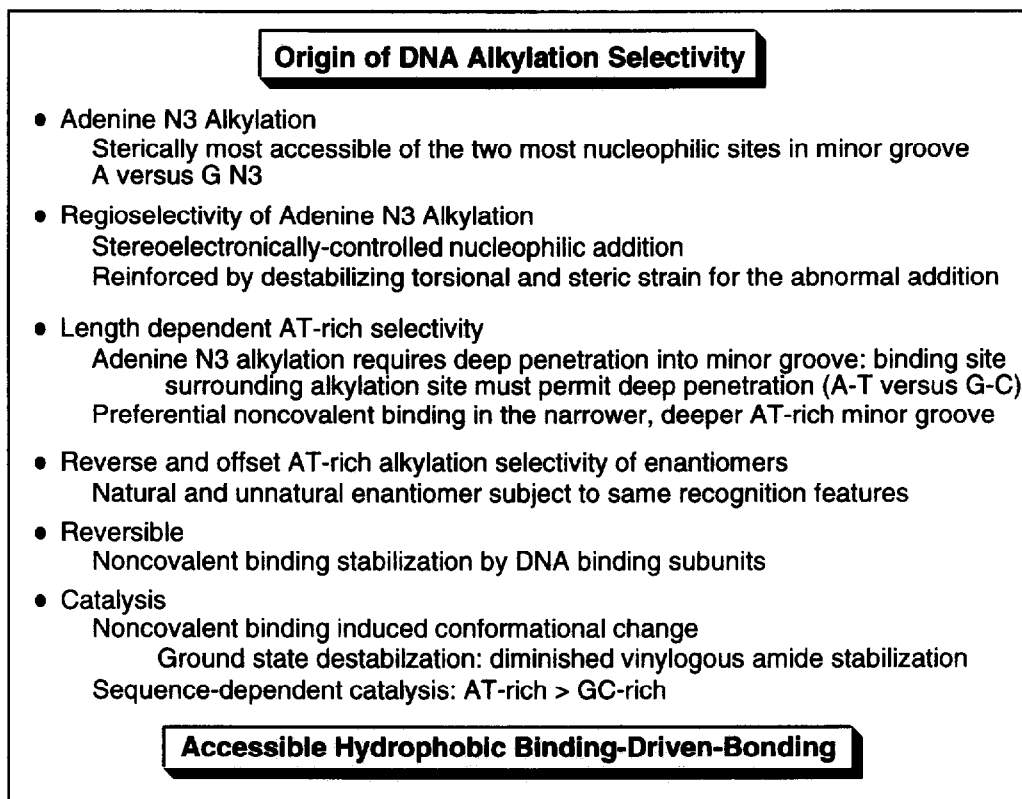 Origin of DNA Alkylation Selectivity
• Adenine N3 Alkylation
Sterically most accessible of the two most nucleophilic sites in minor groove
A versus G N3
• Regioselectivity of Adenine N3 Alkylation
Stereoelectronically-controlled nucleophilic addition
Reinforced by destabilizing torsional and steric strain for the abnormal addition
• Length dependent AT-rich selectivity
Adenine N3 alkylation requires deep penetration into minor groove: binding site
surrounding alkylation site must permit deep penetration (A-T versus G-C)
Preferential noncovalent binding in the narrower, deeper AT-rich minor groove
• Reverse and offset AT-rich alkylation selectivity of enantiomers
Natural and unnatural enantiomer subject to same recognition features
• Reversible
Noncovalent binding stabilization by DNA binding subunits
• Catalysis
Noncovalent binding induced conformational change
Ground state destabilzation: diminished vinylogous amide stabilization
Sequence-dependent catalysis: AT-rich > GC-rich
Accessible Hydrophobic Binding-Driven-Bonding